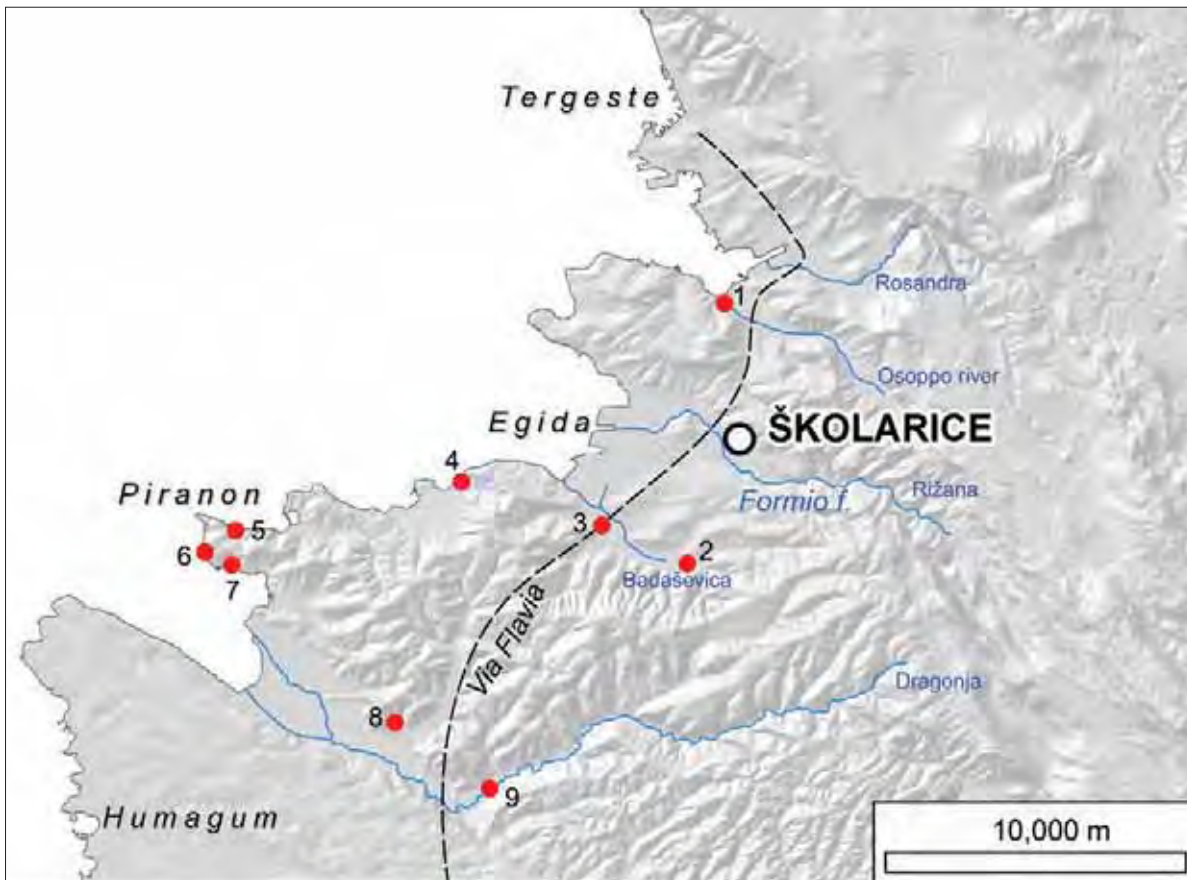 Tergeste
Rosandra
1
Osoppo river
Egida
ŠKOLARICE
4
Piranon
Formio f.
Rižana
5
3
6
2
7
Badaševica
Via Flavia
Dragonja
8
9
Humagum
10,000 m